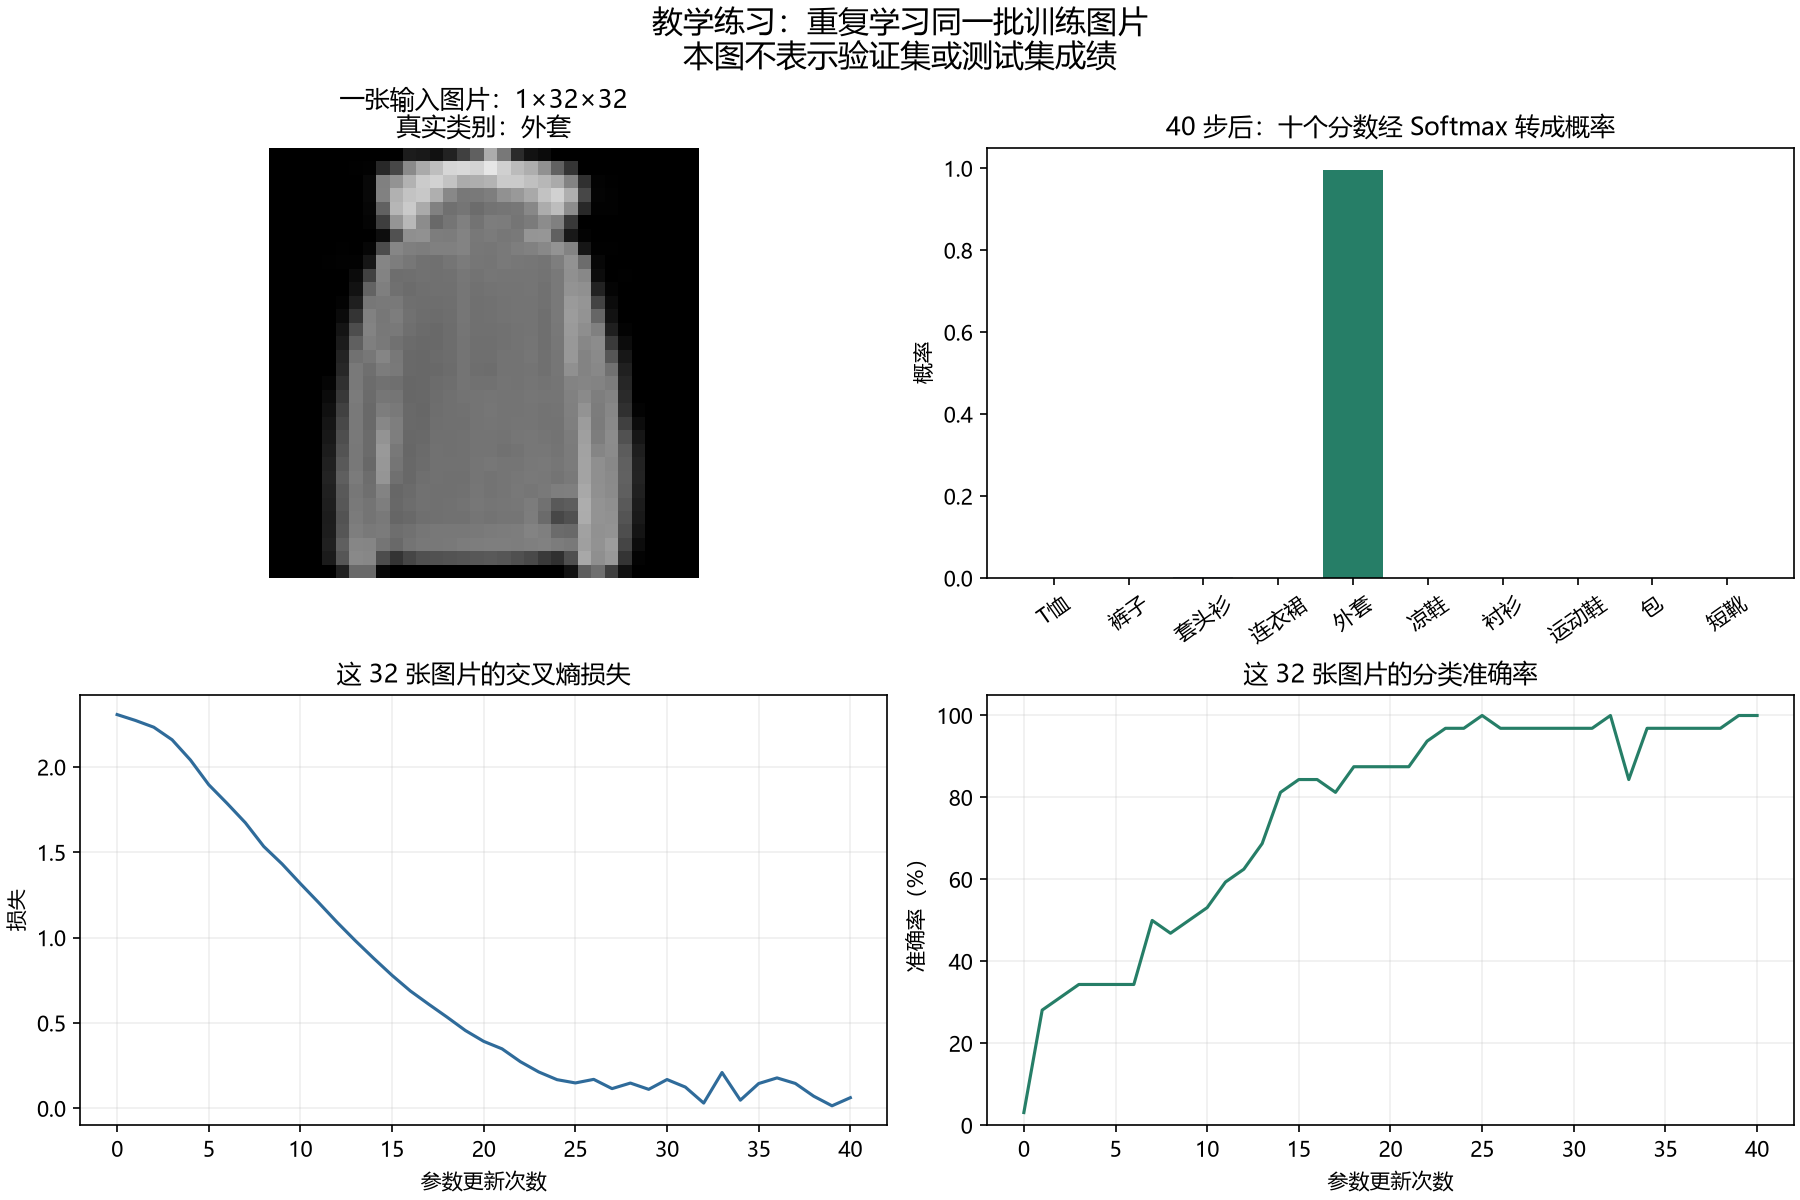 教学练习：重复学习同一批训练图片
本图不表示验证集或测试集成绩
一张输入图片：1×32×32
真实类别：外套
40 步后：十个分数经 Softmax 转成概率
概率
1.0
0.8
0.6
0.4
0.2
0.0
T恤
裤子
套头衫
连衣裙
外套
凉鞋
衬衫
运动鞋
包
短靴
这 32 张图片的交叉熵损失
损失
2.0
1.5
1.0
0.5
0.0
0 5 10 15 20 25 30 35 40
参数更新次数
这 32 张图片的分类准确率
准确率（%）
100
80
60
40
20
0
0 5 10 15 20 25 30 35 40
参数更新次数